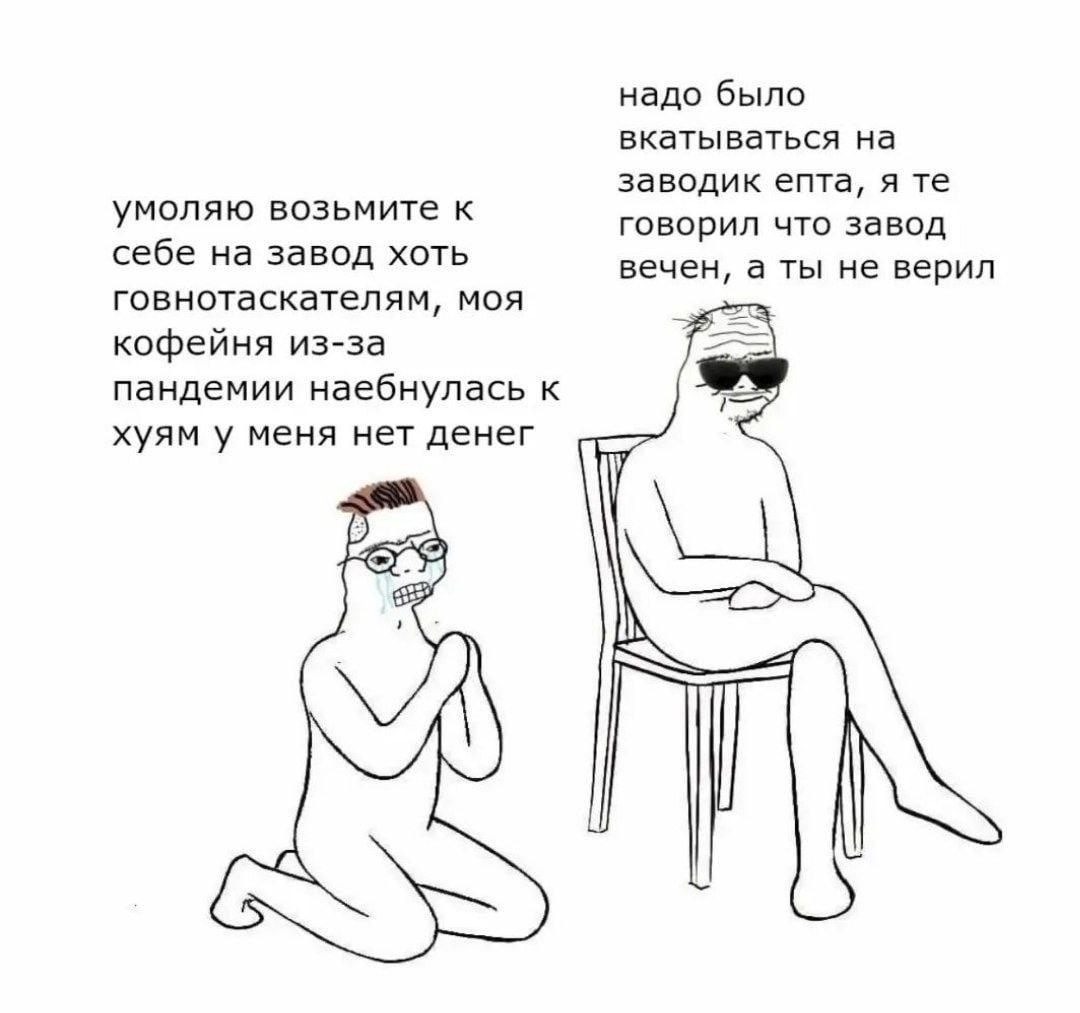 умоляю возьмите к
себе на завод хоть
говнотаскателям, моя
кофейня из-за
пандемии наебнулась к
хуям у меня нет денег
надо было
вкатываться на
заводик епта, я те
говорил что завод
вечен, а ты не верил